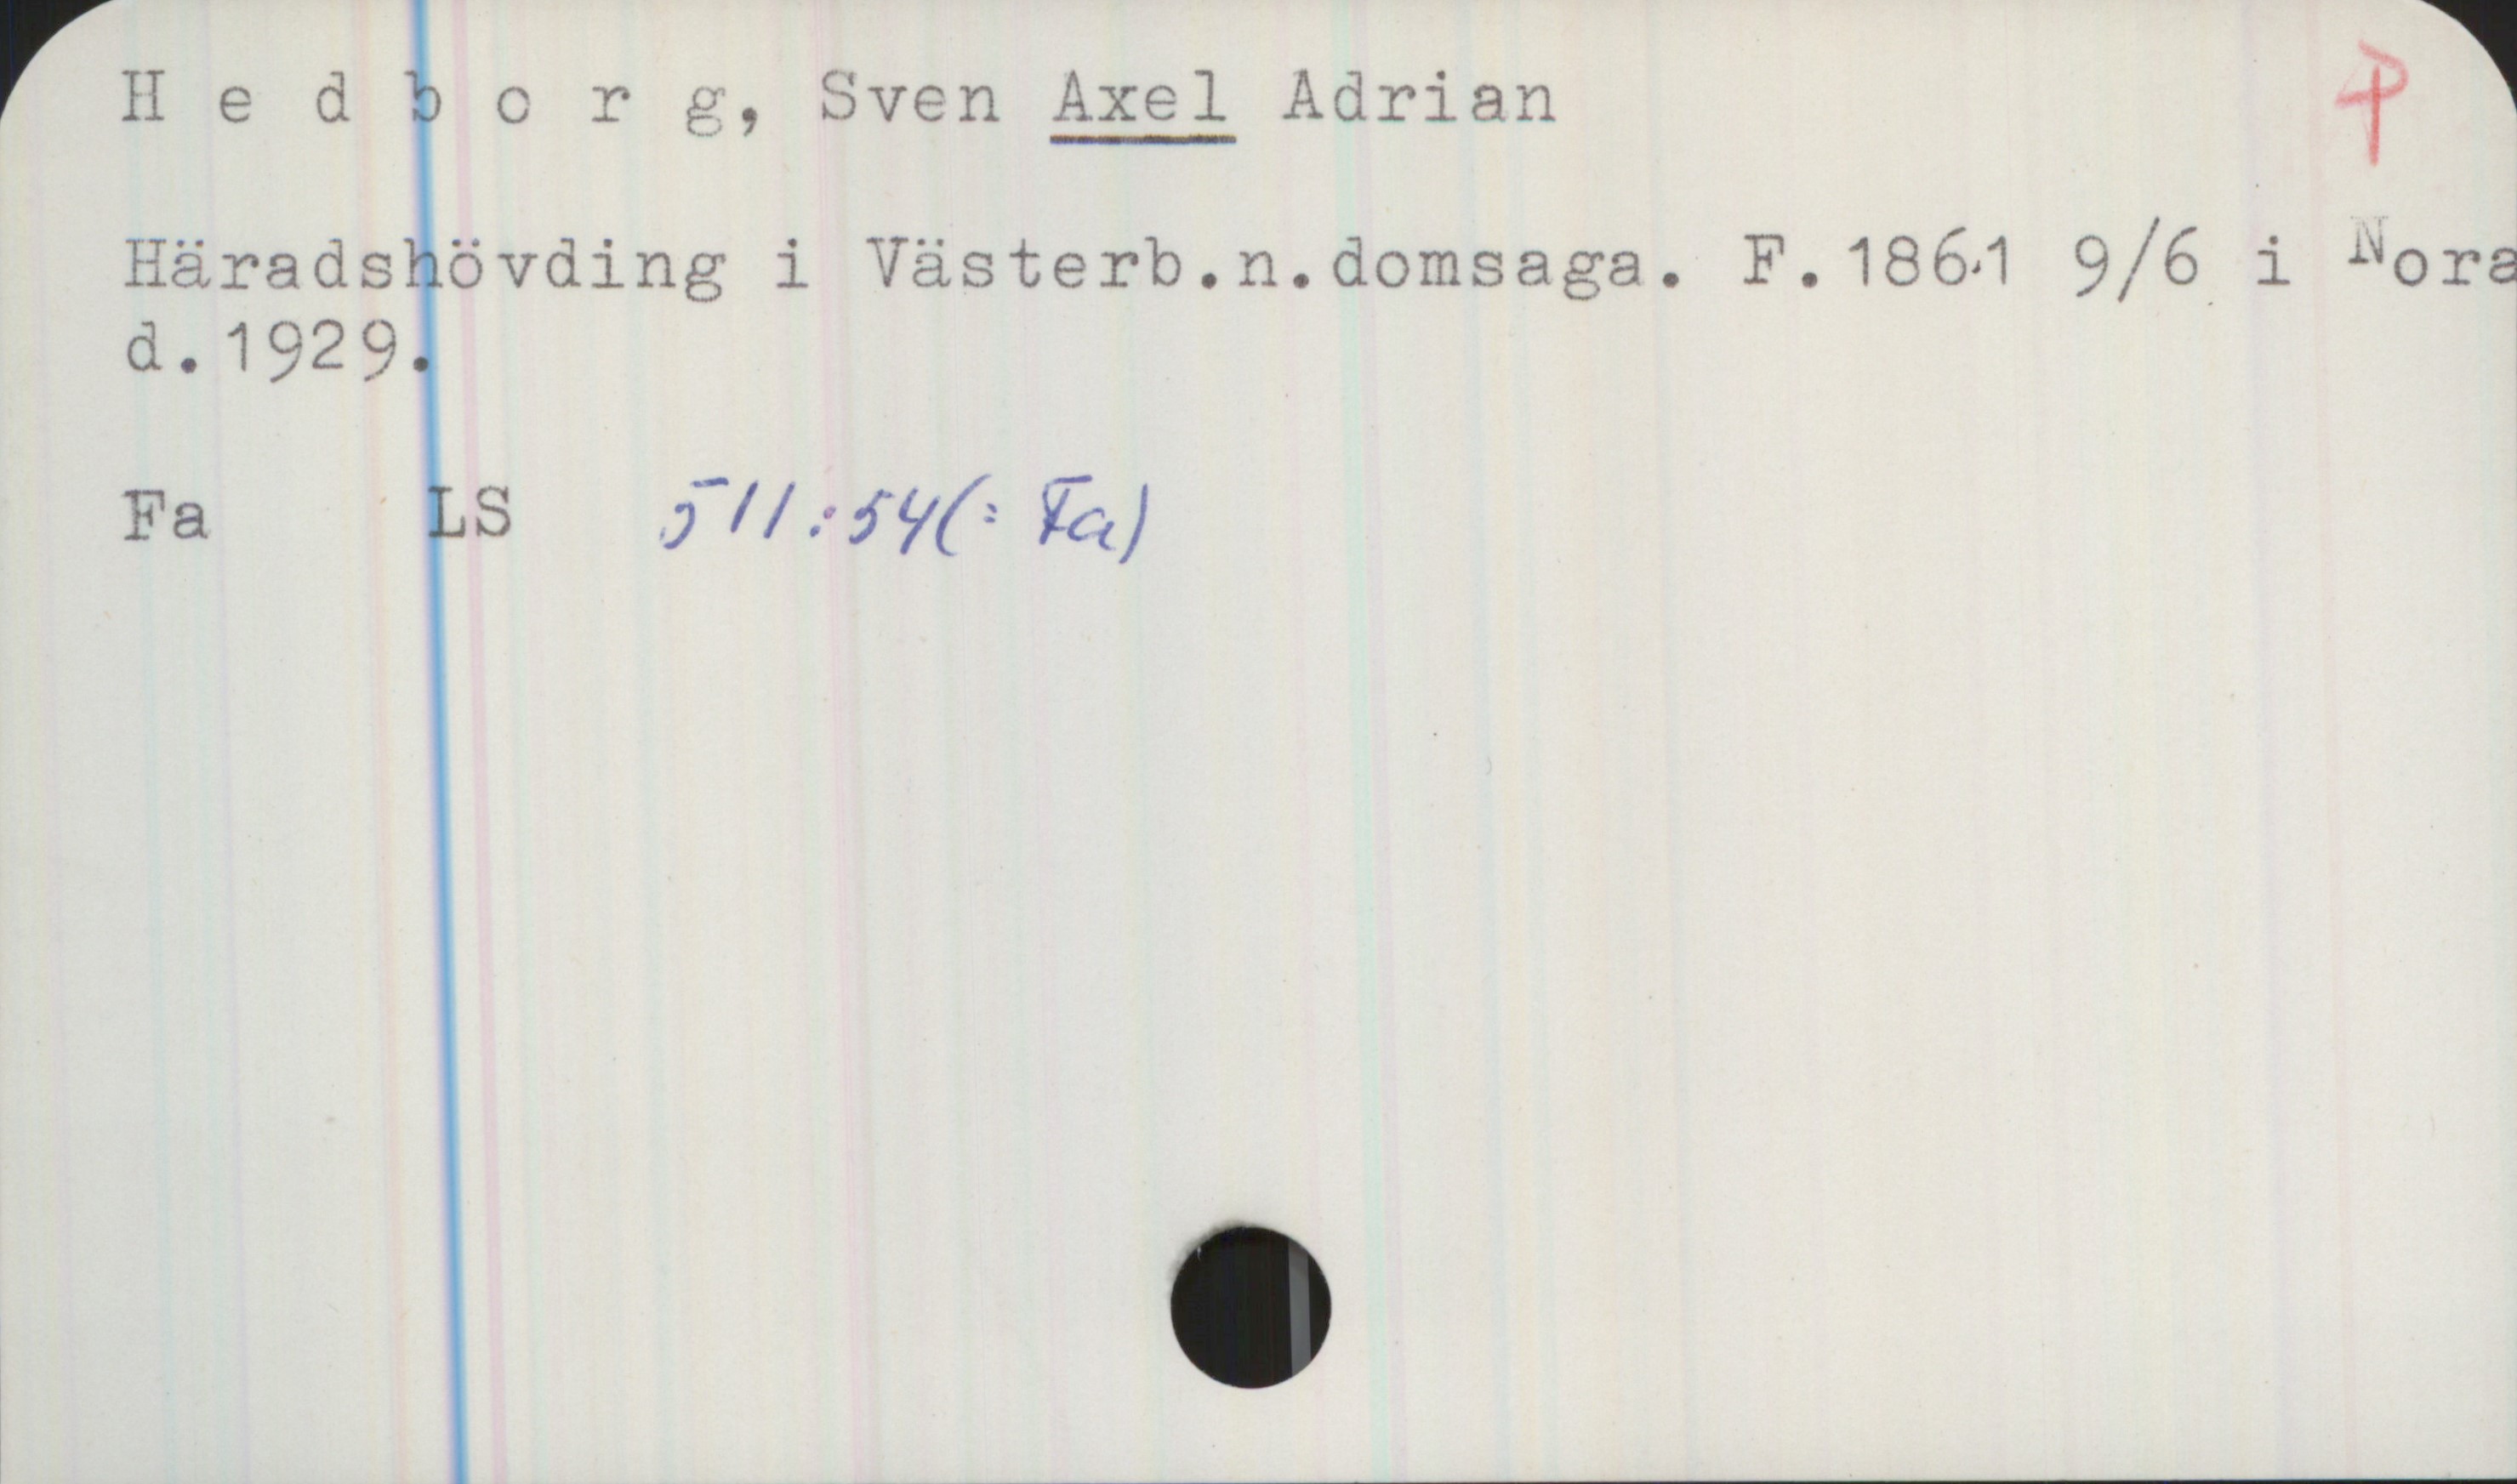 H e d b o r g, Sven Axel Adrian P
Häradshövding i Västerb.n.domsaga. F.1861 9/6 i Nora
d.1929.
Fa LS 511:54(: Fa)